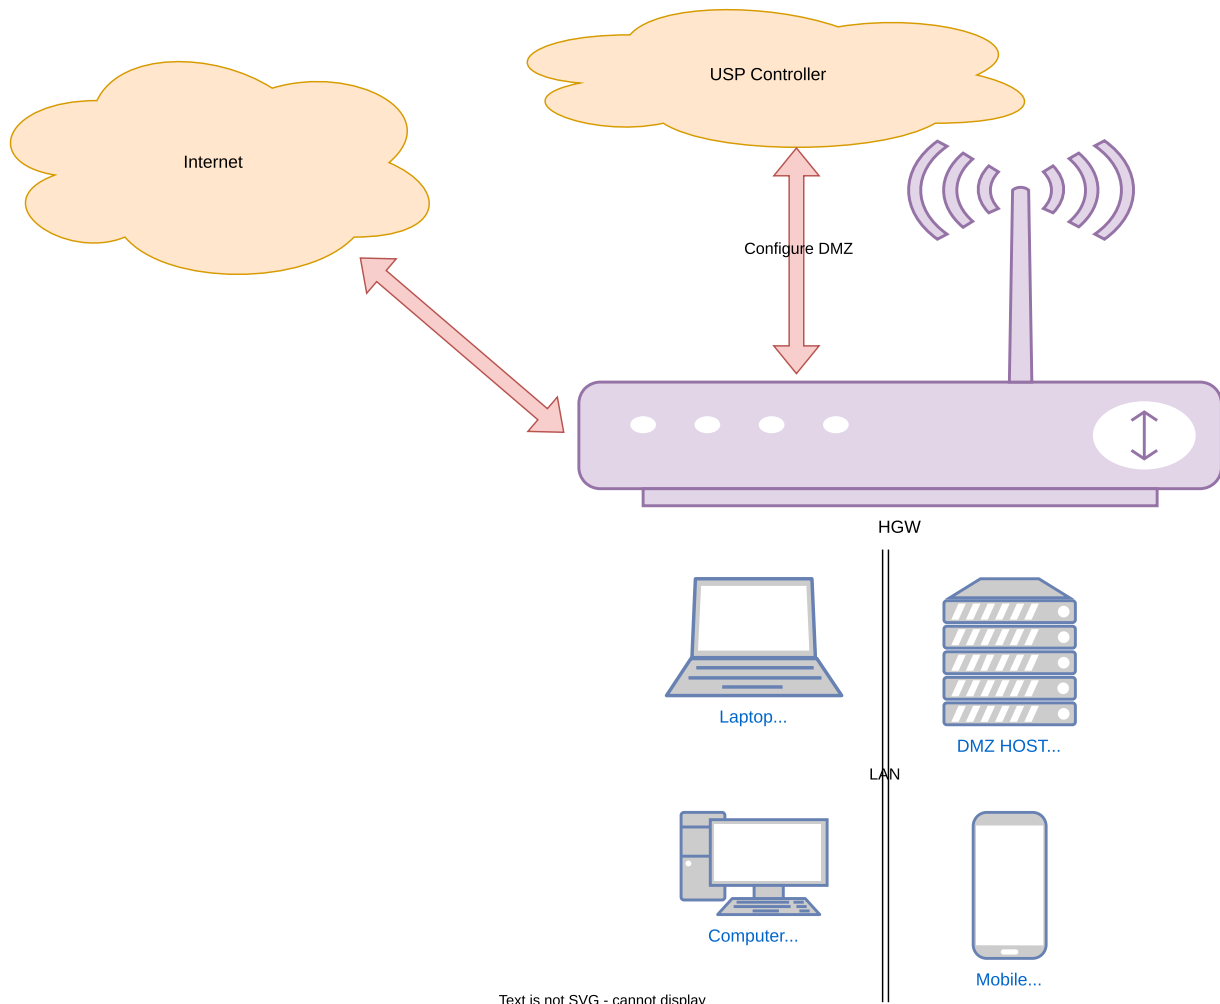 USP Controller
Internet
Configure DMZ
HGW
Laptop...
DMZ HOST...
LAN
Computer...
Mobile...
Text is not SVG - cannot display